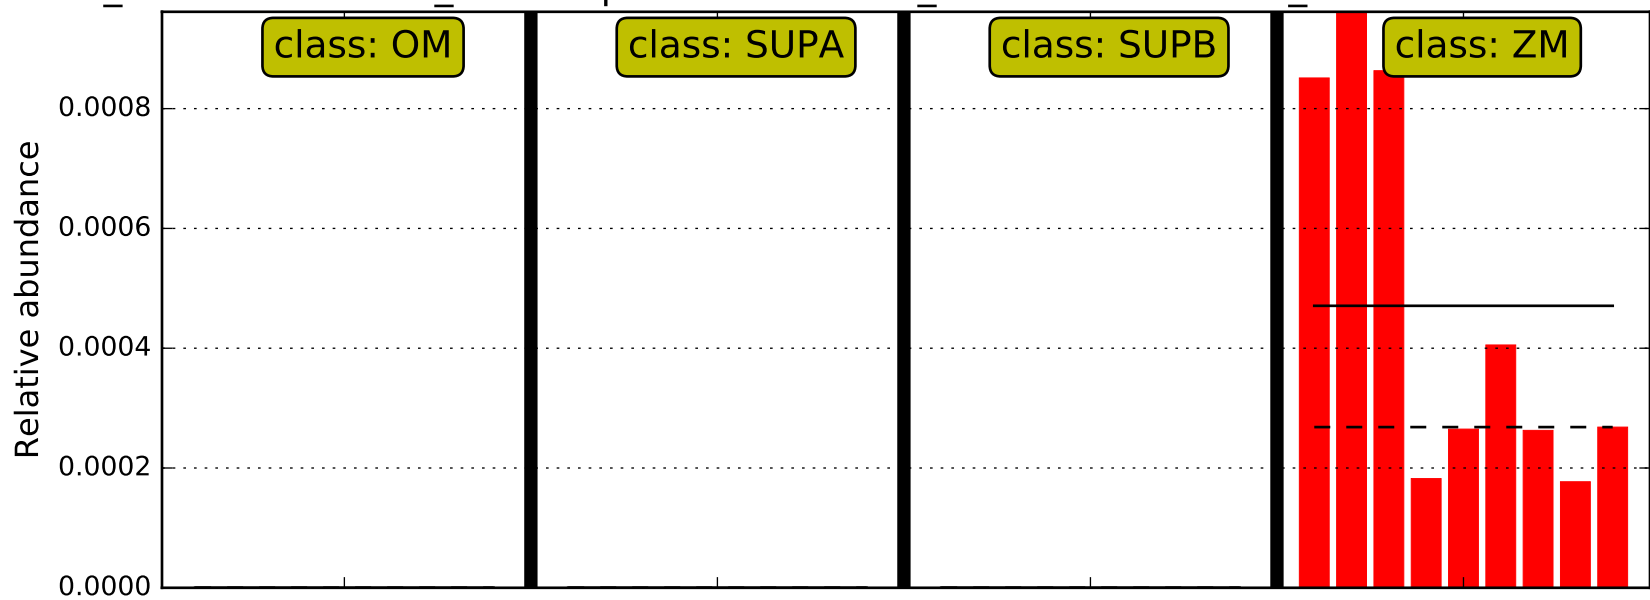 class: OM
class: SUPA
class: SUPB
class: ZM
Relative abundance
0.0008
0.0006
0.0004
0.0002
0.0000